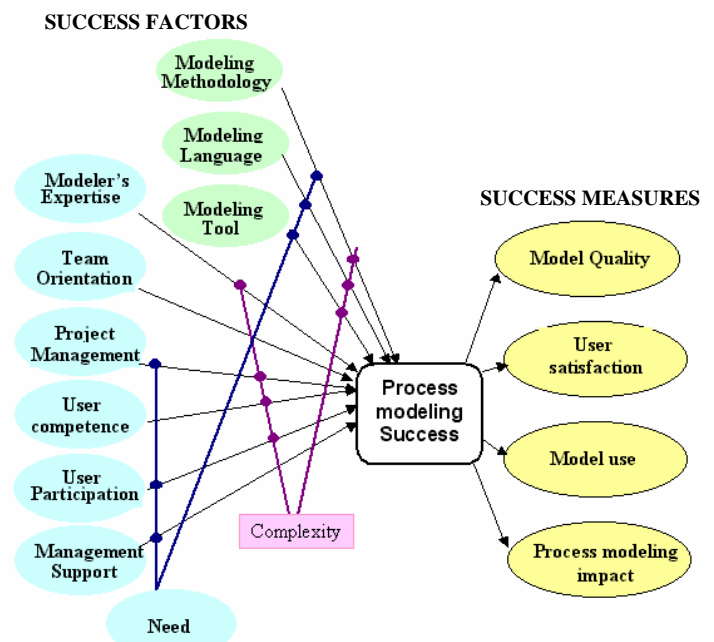 SUCCESS FACTORS
Modeling
Methodology
Modeling
Language
Modeling
Tool
Modeler's
Expertise
Team
Orientation
Project
Management
User
competence
User
Participation
Management
Support
Need
Complexity
Process
modeling
Success
SUCCESS MEASURES
Model Quality
User
satisfaction
Model use
Process modeling
impact